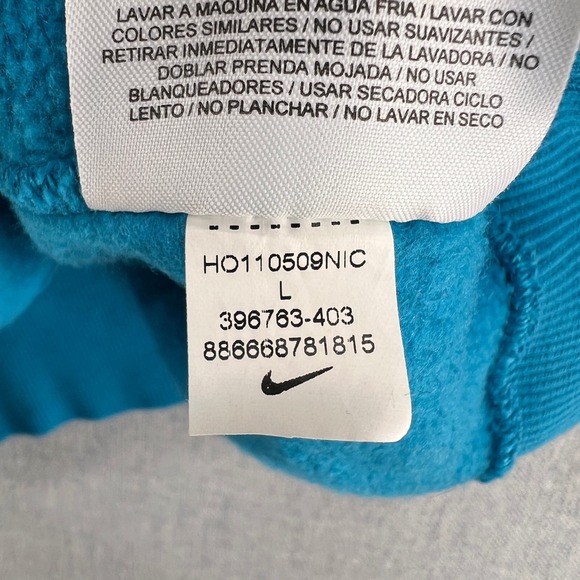 LAVAR A MAQUINA EN AGUA FRIA / LAVAR CON
COLORES SIMILARES / NO USAR SUAVIZANTES /
RETIRAR INMEDIATAMENTE DE LA LAVADORA / NO
DOBLAR PRENDA MOJADA / NO USAR
BLANQUEADORES / USAR SECADORA CICLO
LENTO / NO PLANCHAR / NO LAVAR EN SECO
HO110509NIC
L
396763-403
886668781815